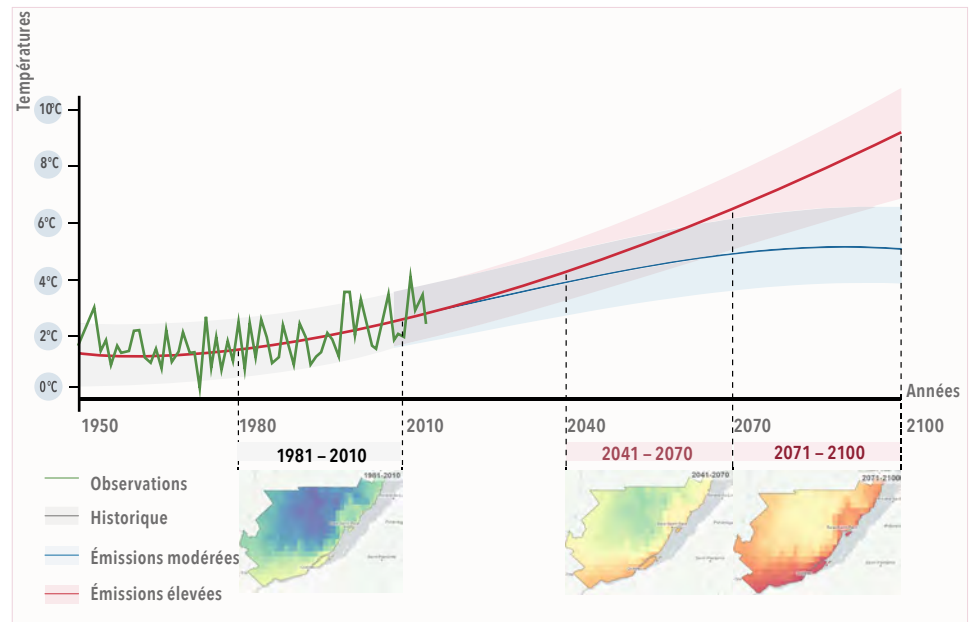 Températures
10°C
8°C
6°C
4°C
2°C
0°C
Années
1950
1980
2010
2040
2070
2100
1981 – 2010
2041 – 2070
2071 – 2100
1981-2010
2041-2070
2071-2100
Observations
Historique
Émissions modérées
Émissions élevées